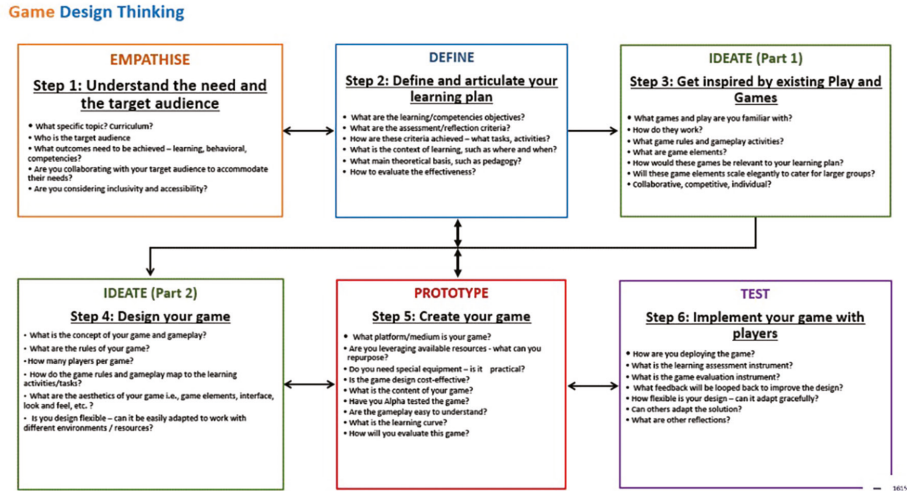 Game Design Thinking
EMPATHISE
Step 1: Understand the need and
the target audience
• What specific topic? Curriculum?
• Who is the target audience
• What outcomes need to be achieved – learning, behavioral,
competencies?
• Are you collaborating with your target audience to accommodate
their needs?
• Are you considering inclusivity and accessibility?
DEFINE
Step 2: Define and articulate your
learning plan
• What are the learning/competencies objectives?
• What are the assessment/reflection criteria?
• How are these criteria achieved – what tasks, activities?
• What is the context of learning, such as where and when?
• What main theoretical basis, such as pedagogy?
• How to evaluate the effectiveness?
IDEATE (Part 1)
Step 3: Get inspired by existing Play and
Games
• What games and play are you familiar with?
• How do they work?
• What game rules and gameplay activities?
• What are game elements?
• How would these games be relevant to your learning plan?
• Will these game elements scale elegantly to cater for larger groups?
• Collaborative, competitive, individual?
IDEATE (Part 2)
Step 4: Design your game
• What is the concept of your game and gameplay?
• What are the rules of your game?
• How many players per game?
• How do the game rules and gameplay map to the learning
activities/tasks?
• What are the aesthetics of your game i.e., game elements, interface,
look and feel, etc. ?
• Is you design flexible – can it be easily adapted to work with
different environments / resources?
PROTOTYPE
Step 5: Create your game
• What platform/medium is your game?
• Are you leveraging available resources - what can you
repurpose?
• Do you need special equipment – is it practical?
• Is the game design cost-effective?
• What is the content of your game?
• Have you Alpha tested the game?
• Are the gameplay easy to understand?
• What is the learning curve?
• How will you evaluate this game?
TEST
Step 6: Implement your game with
players
• How are you deploying the game?
• What is the learning assessment instrument?
• What is the game evaluation instrument?
• What feedback will be looped back to improve the design?
• How flexible is your design – can it adapt gracefully?
• Can others adapt the solution?
• What are other reflections?